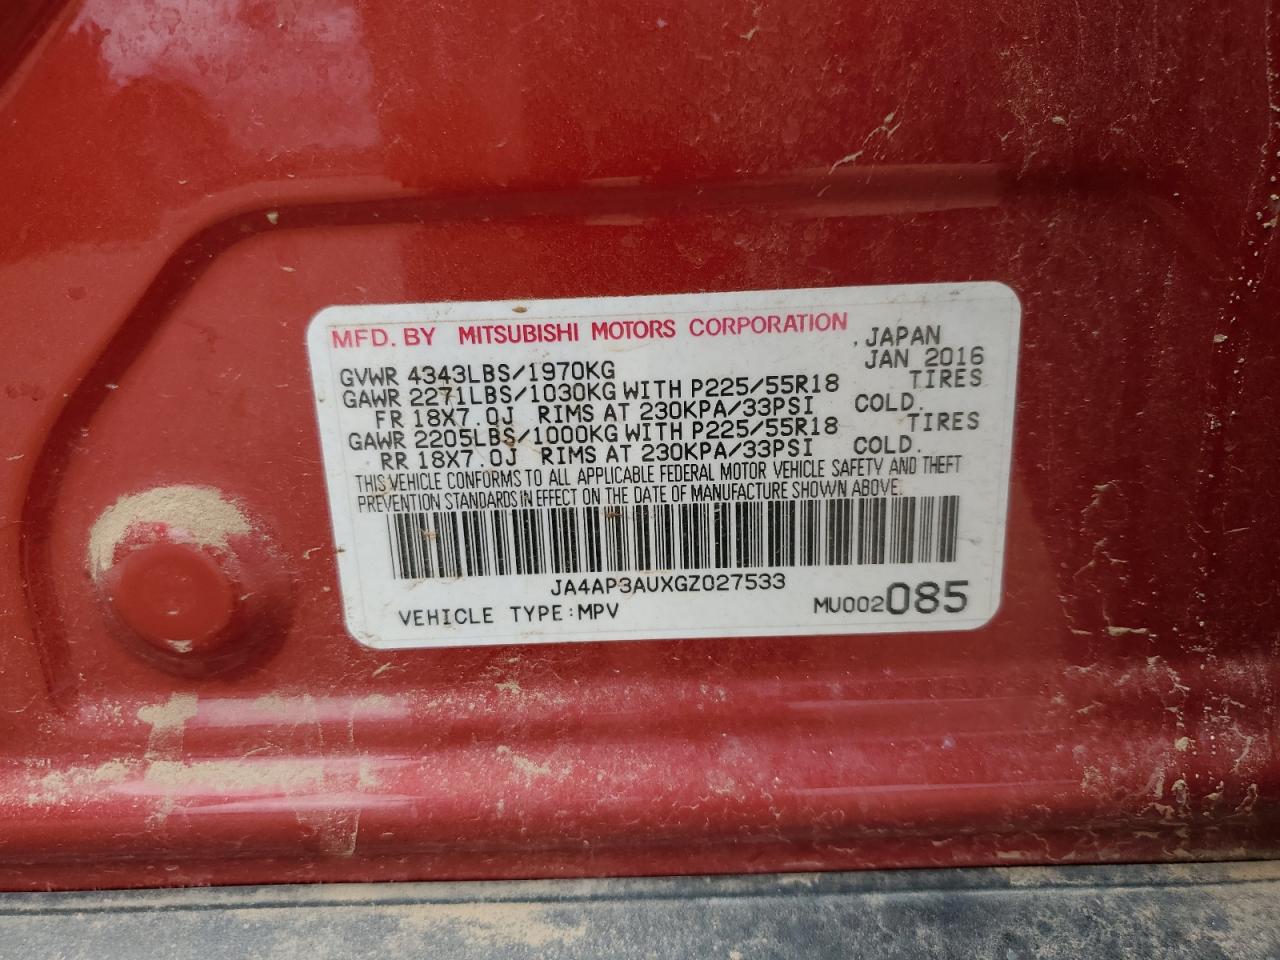 MFD. BY MITSUBISHI MOTORS CORPORATION , JAPAN
JAN 2016
GVWR 4343LBS/1970KG
GAWR 2271LBS/1030KG WITH P225/55R18 TIRES
FR 18X7.0J RIMS AT 230KPA/33PSI COLD.
GAWR 2205LBS/1000KG WITH P225/55R18 TIRES
RR 18X7.0J RIMS AT 230KPA/33PSI COLD.
THIS VEHICLE CONFORMS TO ALL APPLICABLE FEDERAL MOTOR VEHICLE SAFETY AND THEFT
PREVENTION STANDARDS IN EFFECT ON THE DATE OF MANUFACTURE SHOWN ABOVE.
JA4AP3AUXGZ027533
VEHICLE TYPE:MPV MU002085